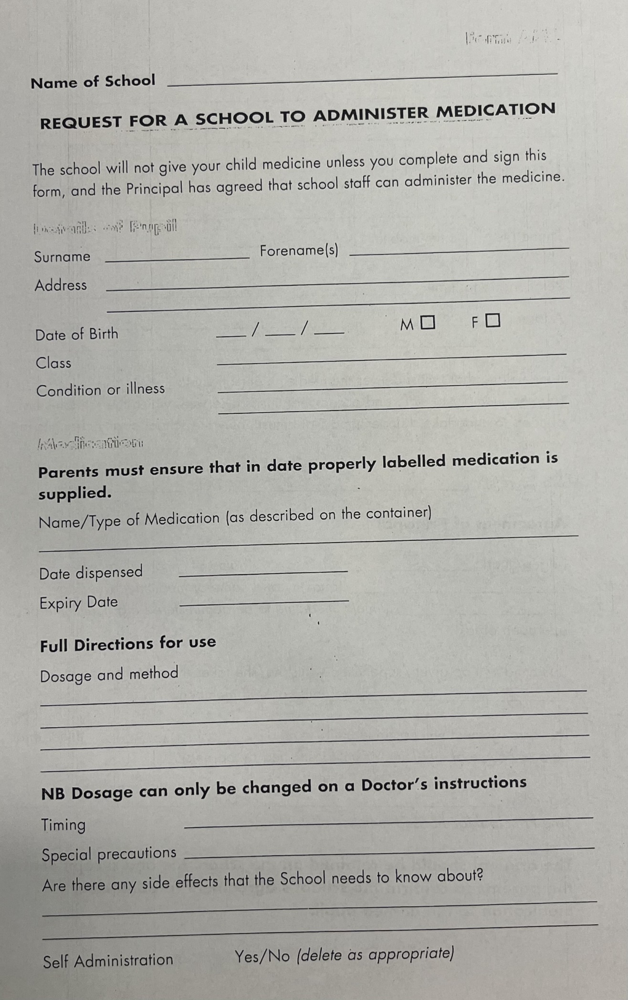 Name of School
REQUEST FOR A SCHOOL TO ADMINISTER MEDICATION
The school will not give your child medicine unless you complete and sign this
form, and the Principal has agreed that school staff can administer the medicine.
Details of Pupil
Surname Forename(s)
Address
Date of Birth / / M F
Class
Condition or illness
Medication
Parents must ensure that in date properly labelled medication is
supplied.
Name/Type of Medication (as described on the container)
Date dispensed
Expiry Date
Full Directions for use
Dosage and method
NB Dosage can only be changed on a Doctor's instructions
Timing
Special precautions
Are there any side effects that the School needs to know about?
Self Administration Yes/No (delete as appropriate)